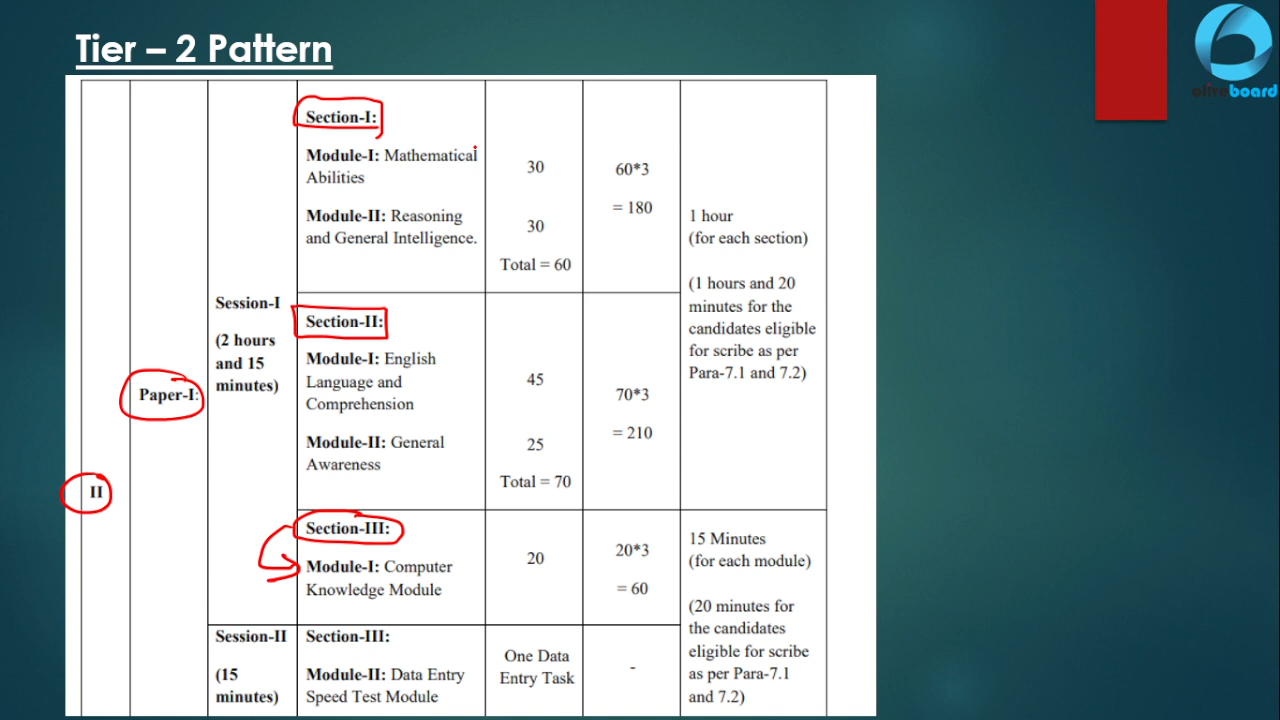 Tier – 2 Pattern
oliveboard
II
Paper-I:
Session-I
(2 hours
and 15
minutes)
Section-I:
Module-I: Mathematical
Abilities
Module-II: Reasoning
and General Intelligence.
30
30
Total = 60
60*3
= 180
1 hour
(for each section)
(1 hours and 20
minutes for the
candidates eligible
for scribe as per
Para-7.1 and 7.2)
Section-II:
Module-I: English
Language and
Comprehension
Module-II: General
Awareness
45
25
Total = 70
70*3
= 210
Section-III:
Module-I: Computer
Knowledge Module
20
20*3
= 60
15 Minutes
(for each module)
(20 minutes for
the candidates
eligible for scribe
as per Para-7.1
and 7.2)
Session-II
(15
minutes)
Section-III:
Module-II: Data Entry
Speed Test Module
One Data
Entry Task
-